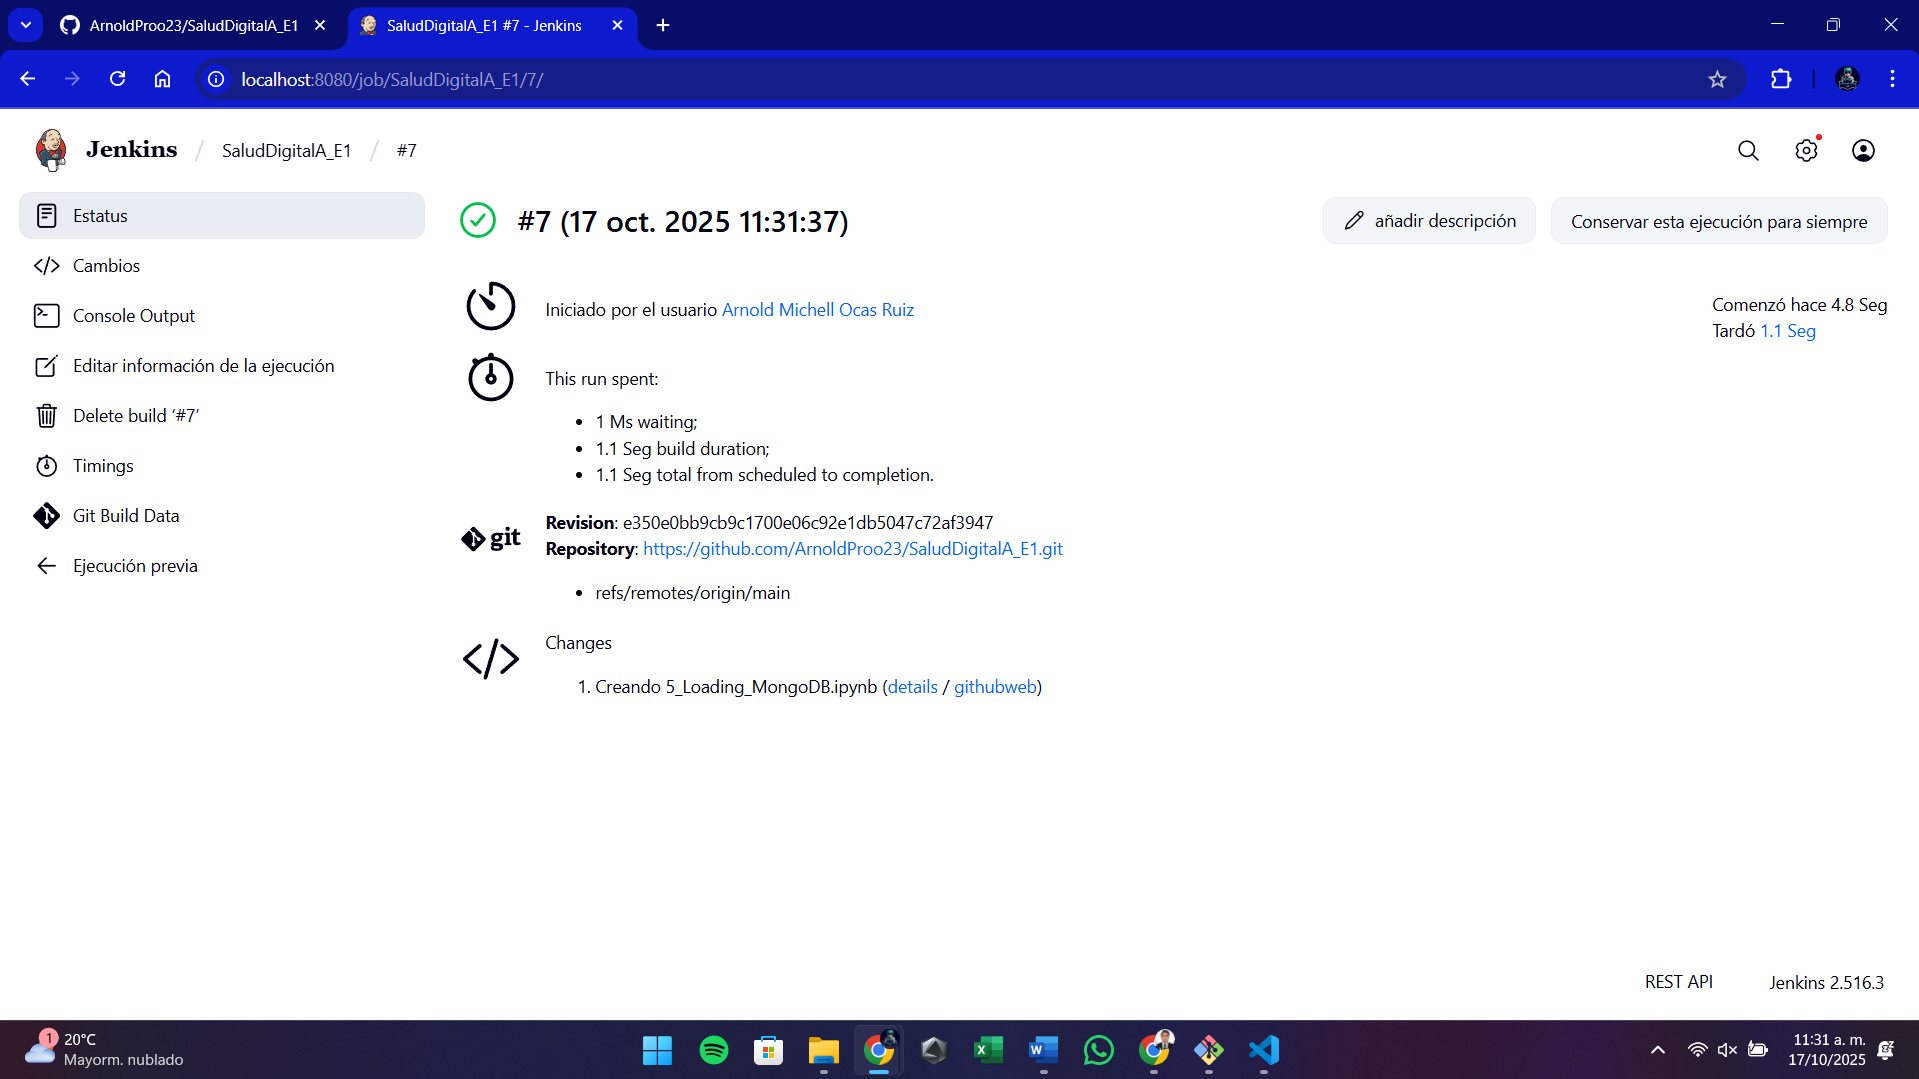 ArnoldProo23/SaludDigitalA_E1
SaludDigitalA_E1 #7 - Jenkins
localhost:8080/job/SaludDigitalA_E1/7/
Jenkins / SaludDigitalA_E1 / #7
Estatus
Cambios
Console Output
Editar información de la ejecución
Delete build ‘#7’
Timings
Git Build Data
Ejecución previa
#7 (17 oct. 2025 11:31:37)
añadir descripción
Conservar esta ejecución para siempre
Iniciado por el usuario Arnold Michell Ocas Ruiz
Comenzó hace 4.8 Seg
Tardó 1.1 Seg
This run spent:
• 1 Ms waiting;
• 1.1 Seg build duration;
• 1.1 Seg total from scheduled to completion.
git
Revision: e350e0bb9cb9c1700e06c92e1db5047c72af3947
Repository: https://github.com/ArnoldProo23/SaludDigitalA_E1.git
• refs/remotes/origin/main
Changes
1. Creando 5_Loading_MongoDB.ipynb (details / githubweb)
REST API
Jenkins 2.516.3
1
20°C
Mayorm. nublado
11:31 a. m.
17/10/2025